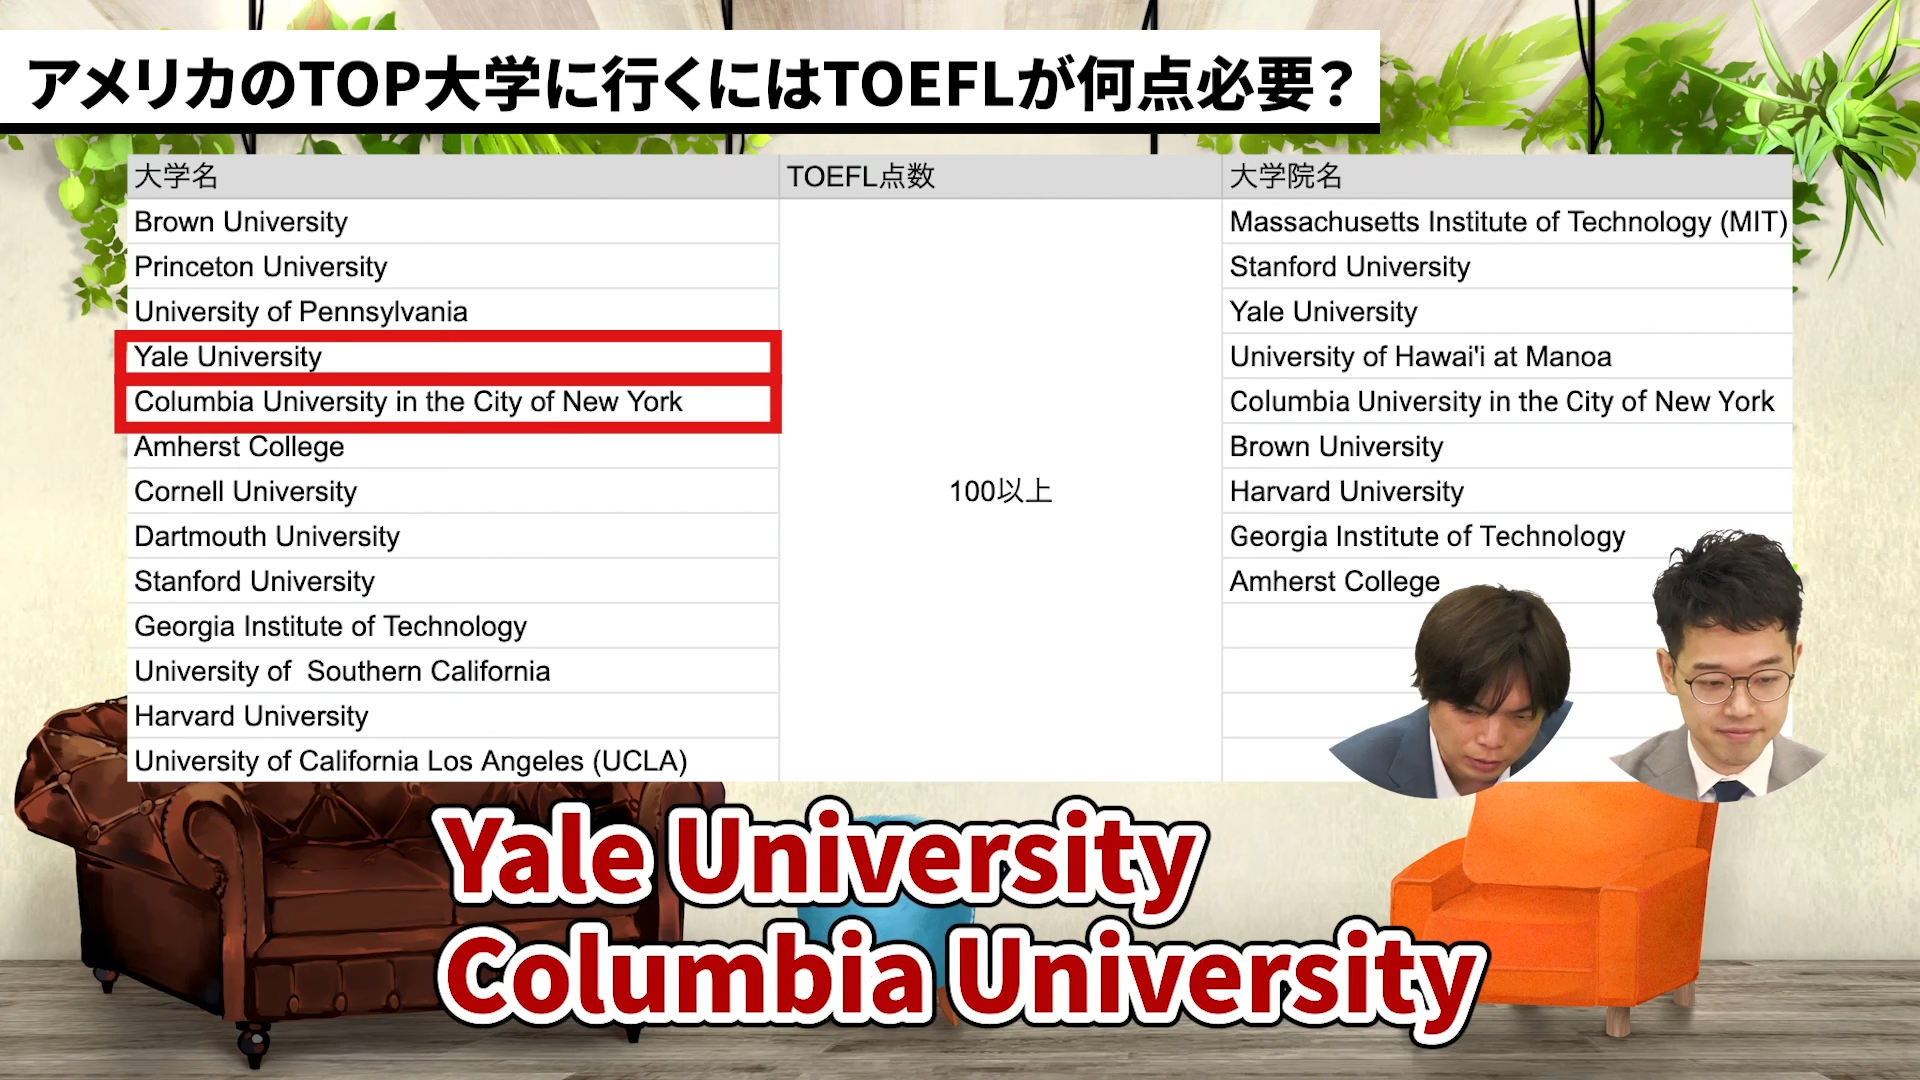 アメリカのTOP大学に行くにはTOEFLが何点必要？
大学名 TOEFL点数 大学院名
Brown University Massachusetts Institute of Technology (MIT)
Princeton University Stanford University
University of Pennsylvania Yale University
Yale University University of Hawai'i at Manoa
Columbia University in the City of New York Columbia University in the City of New York
Amherst College Brown University
Cornell University 100以上 Harvard University
Dartmouth University Georgia Institute of Technology
Stanford University Amherst College
Georgia Institute of Technology
University of  Southern California
Harvard University
University of California Los Angeles (UCLA)
Yale University
Columbia University